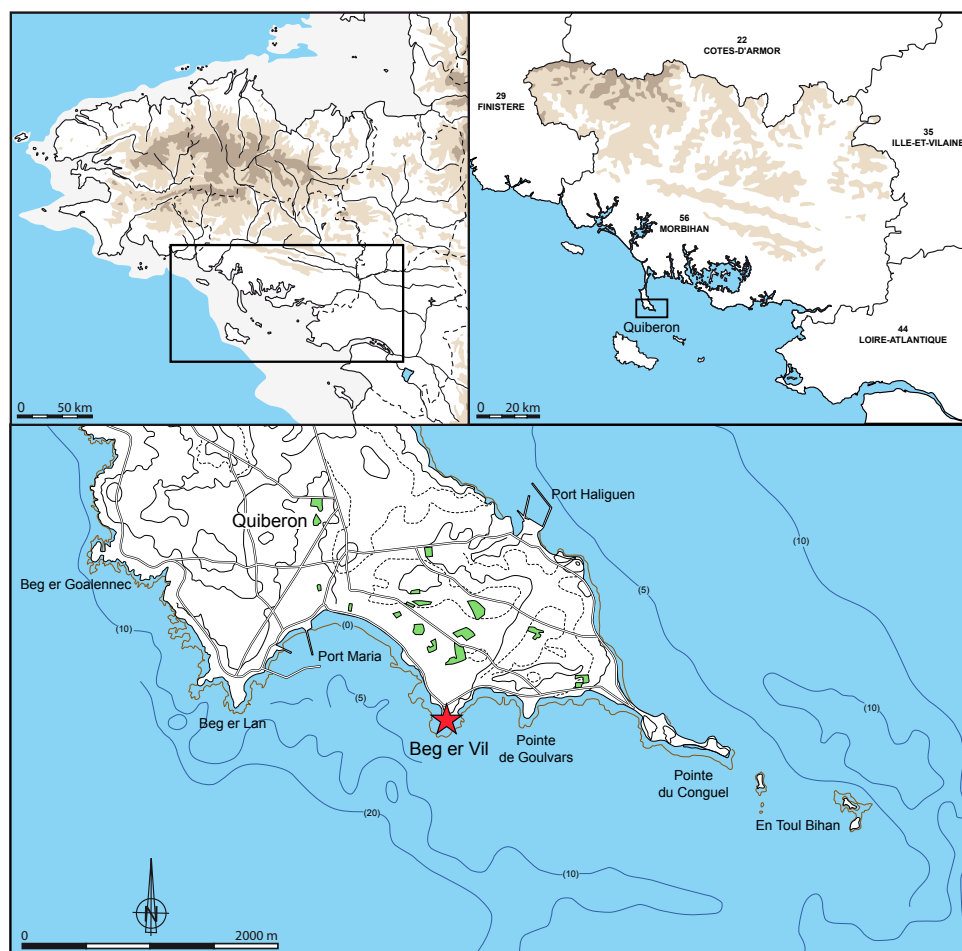 0 50 km
22
COTES-D'ARMOR
29
FINISTERE
35
ILLE-ET-VILAINE
56
MORBIHAN
Quiberon
44
LOIRE-ATLANTIQUE
0 20 km
Port Haliguen
Quiberon
(10)
(10)
Beg er Goalennec
(5)
(10)
(0)
Port Maria
(5)
Beg er Lan
(10)
Beg er Vil
Pointe
de Goulvars
Pointe
du Conguel
(20)
En Toul Bihan
(10)
N
0 2000 m